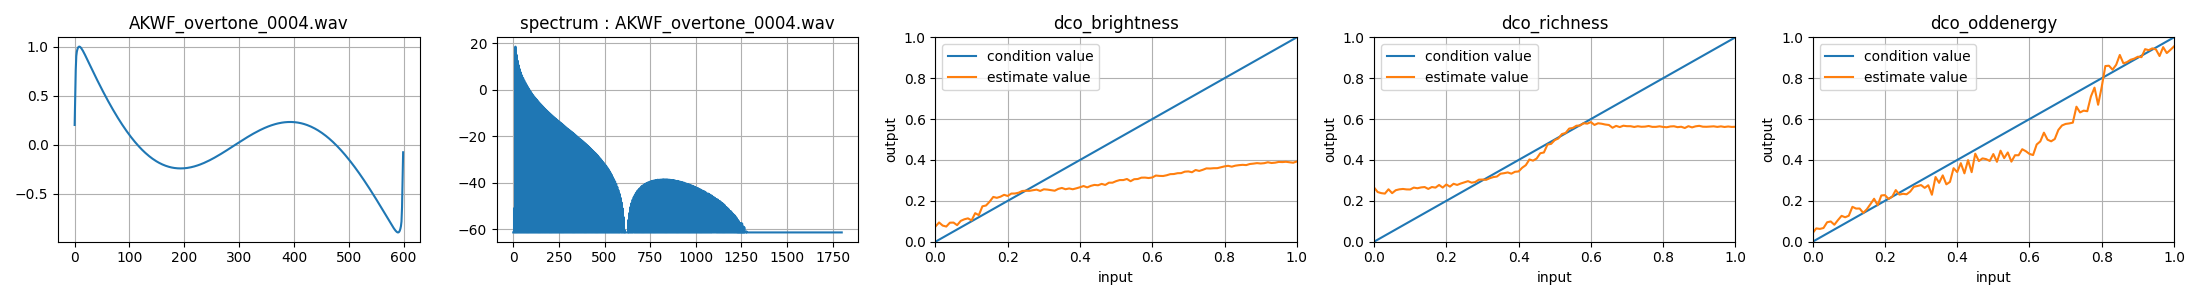 AKWF_overtone_0004.wav
1.0
0.5
0.0
−0.5
0 100 200 300 400 500 600
spectrum : AKWF_overtone_0004.wav
20
0
−20
−40
−60
0 250 500 750 1000 1250 1500 1750
dco_brightness
condition value
estimate value
output
1.0
0.8
0.6
0.4
0.2
0.0
0.0 0.2 0.4 0.6 0.8 1.0
input
dco_richness
condition value
estimate value
output
1.0
0.8
0.6
0.4
0.2
0.0
0.0 0.2 0.4 0.6 0.8 1.0
input
dco_oddenergy
condition value
estimate value
output
1.0
0.8
0.6
0.4
0.2
0.0
0.0 0.2 0.4 0.6 0.8 1.0
input